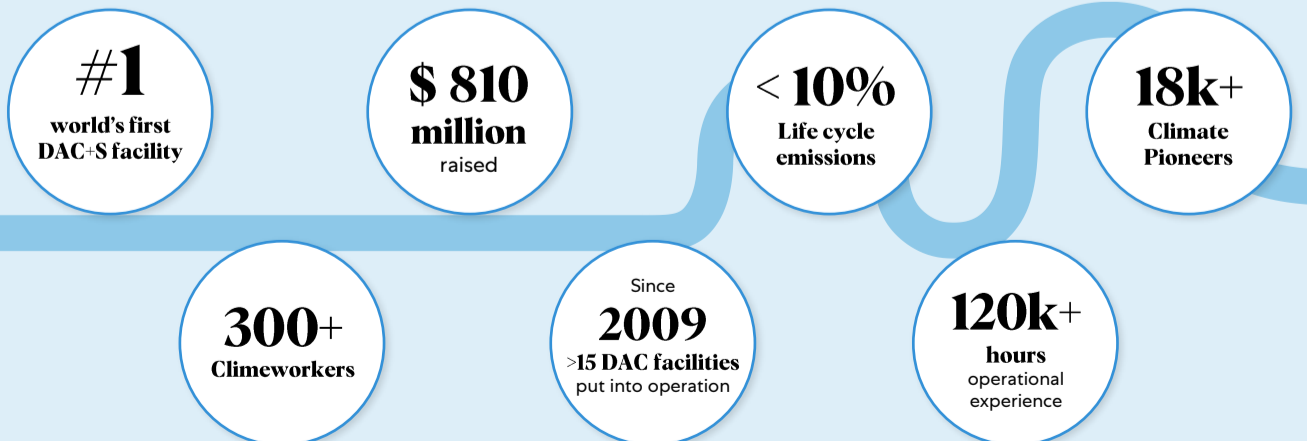 #1
world's first
DAC+S facility
$ 810
million
raised
< 10%
Life cycle
emissions
18k+
Climate
Pioneers
300+
Climeworkers
Since
2009
>15 DAC facilities
put into operation
120k+
hours
operational
experience